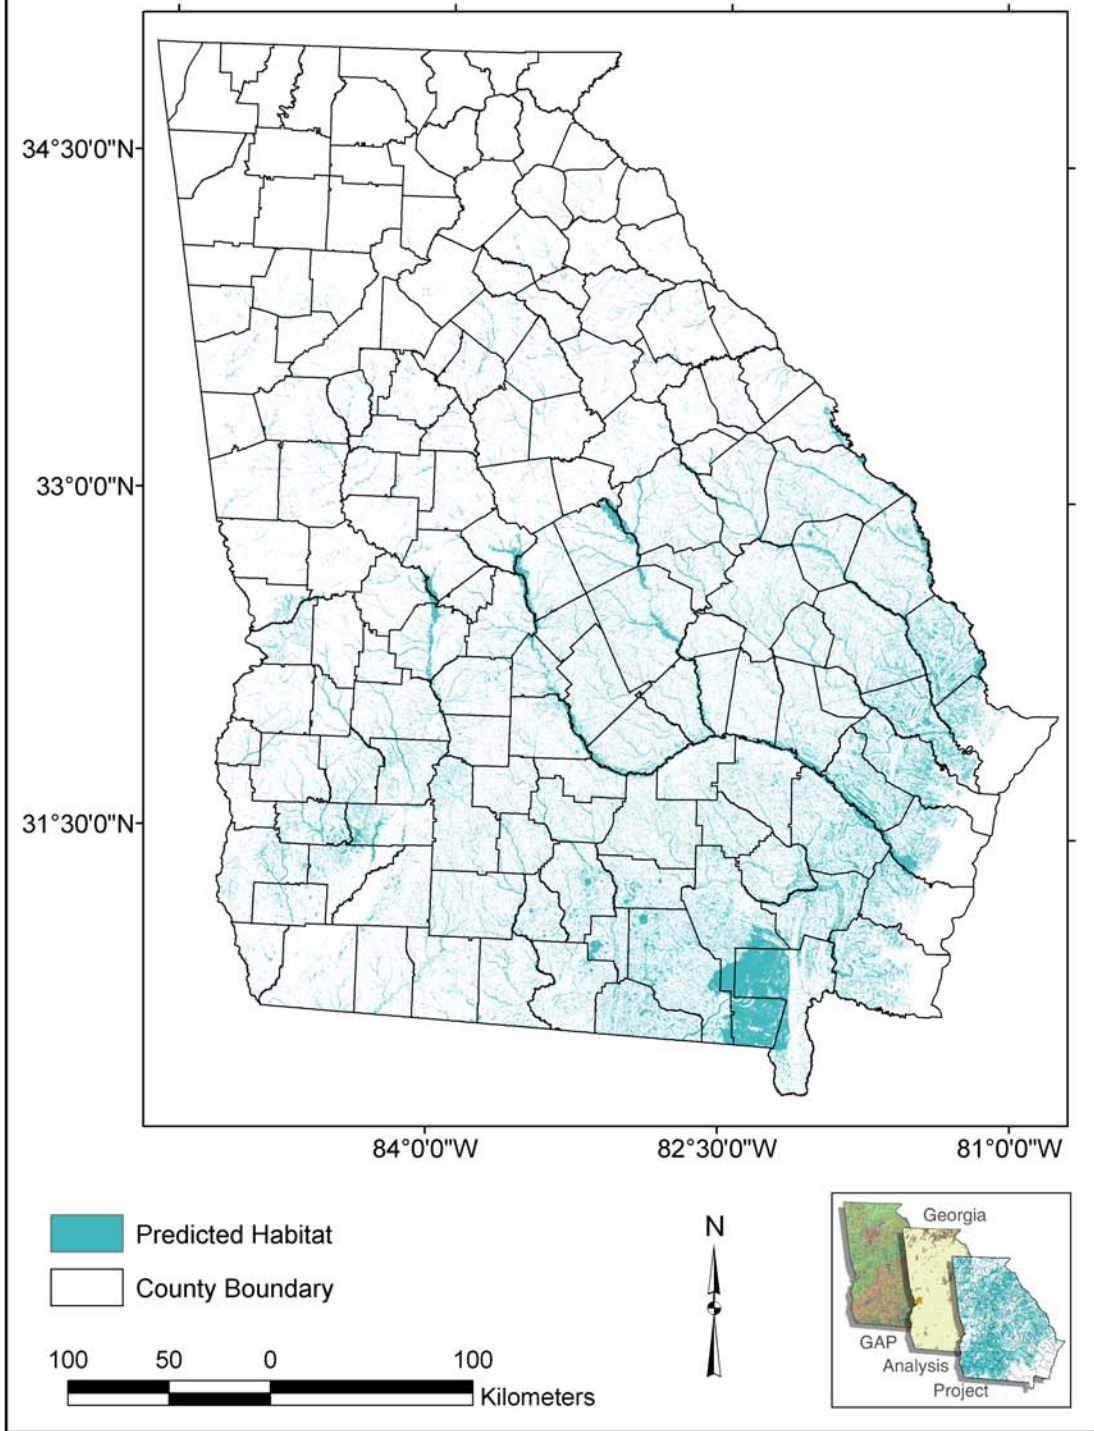 34°30'0"N
33°0'0"N
31°30'0"N
84°0'0"W 82°30'0"W 81°0'0"W
Predicted Habitat
County Boundary
100 50 0 100
Kilometers
N
Georgia
GAP
Analysis
Project